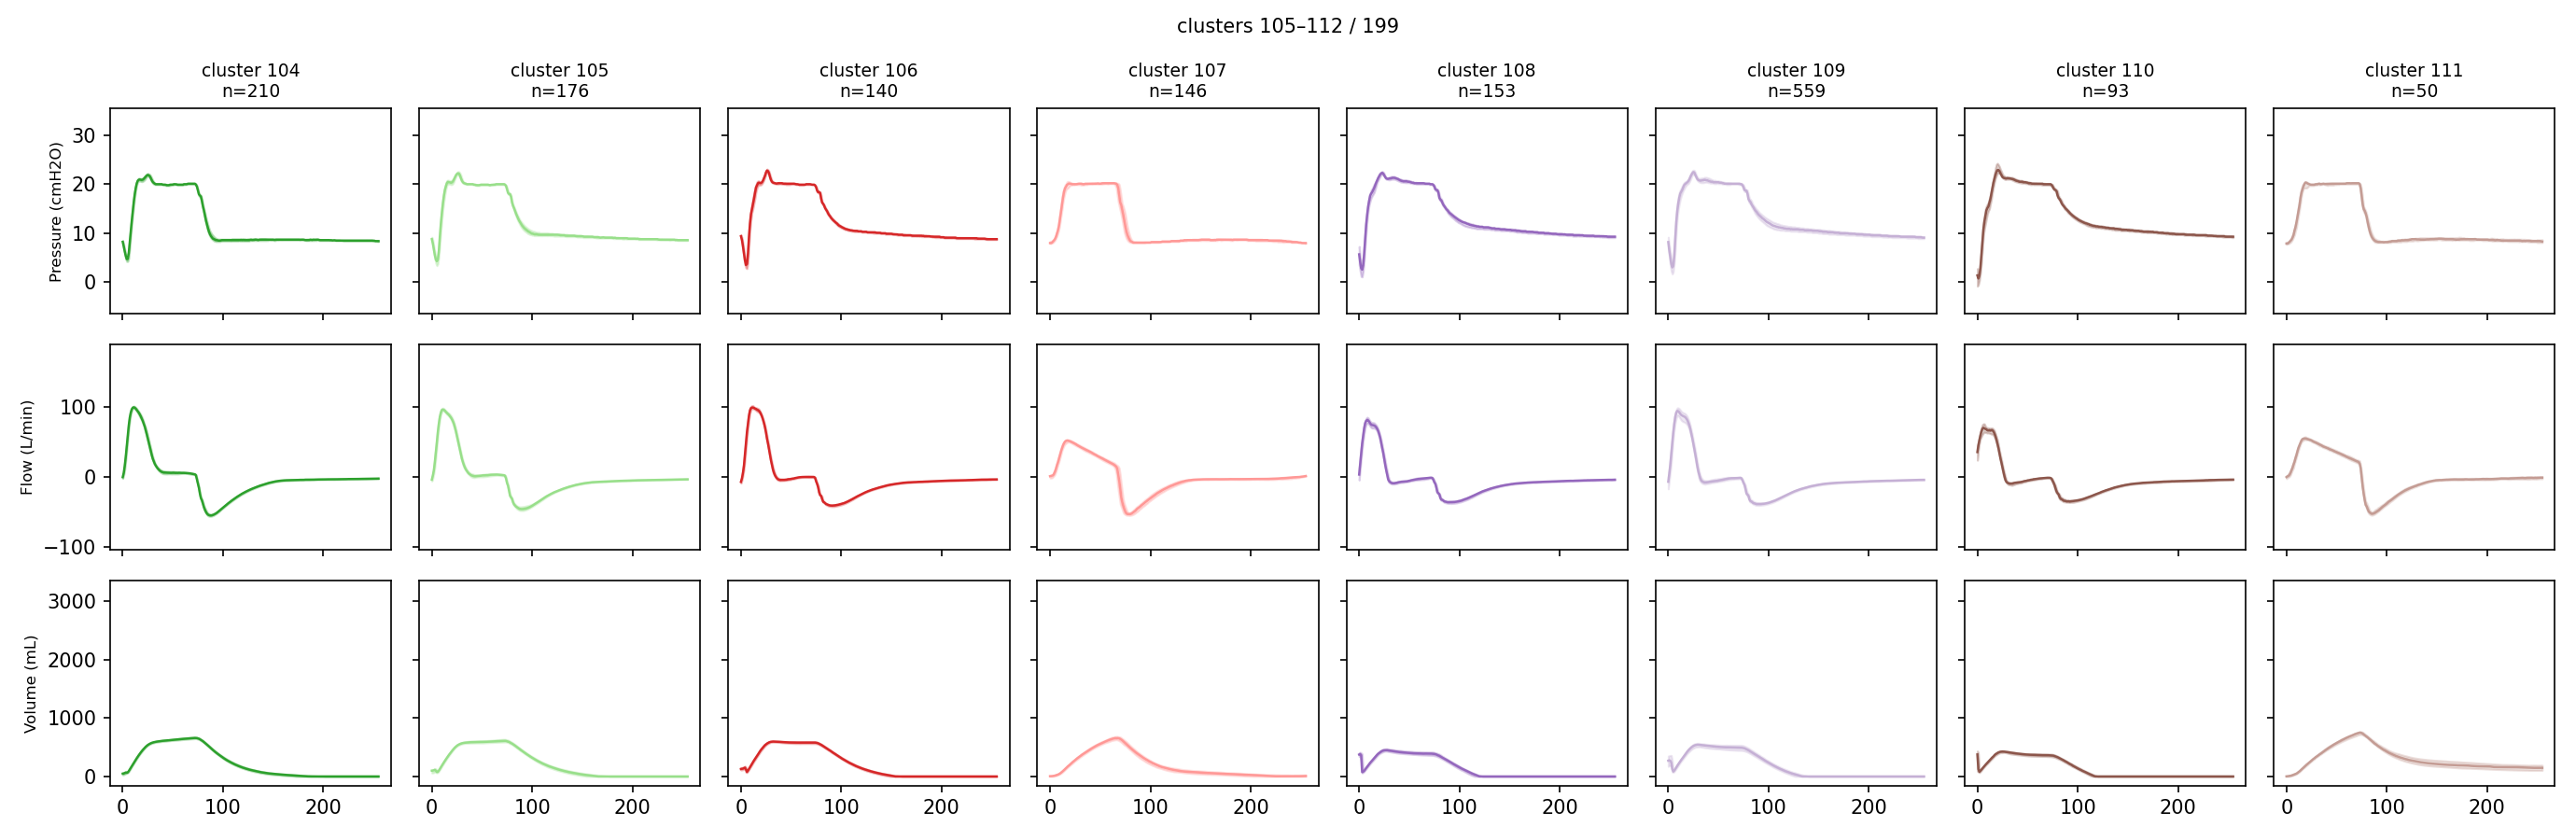 clusters 105–112 / 199
cluster 104
n=210
cluster 105
n=176
cluster 106
n=140
cluster 107
n=146
cluster 108
n=153
cluster 109
n=559
cluster 110
n=93
cluster 111
n=50
Pressure (cmH2O)
30
20
10
0
Flow (L/min)
100
0
−100
Volume (mL)
3000
2000
1000
0
0 100 200
0 100 200
0 100 200
0 100 200
0 100 200
0 100 200
0 100 200
0 100 200